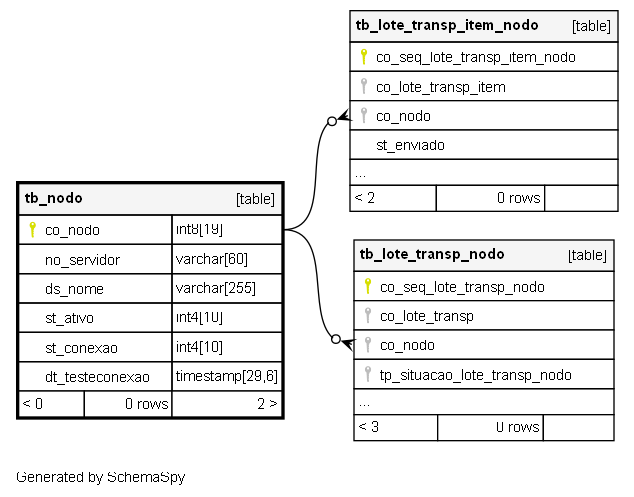 tb_lote_transp_item_nodo [table]
co_seq_lote_transp_item_nodo
co_lote_transp_item
co_nodo
st_enviado
...
< 2 0 rows
tb_nodo [table]
co_nodo int8[19]
no_servidor varchar[60]
ds_nome varchar[255]
st_ativo int4[10]
st_conexao int4[10]
dt_testeconexao timestamp[29,6]
< 0 0 rows 2 >
tb_lote_transp_nodo [table]
co_seq_lote_transp_nodo
co_lote_transp
co_nodo
tp_situacao_lote_transp_nodo
...
< 3 0 rows
Generated by SchemaSpy